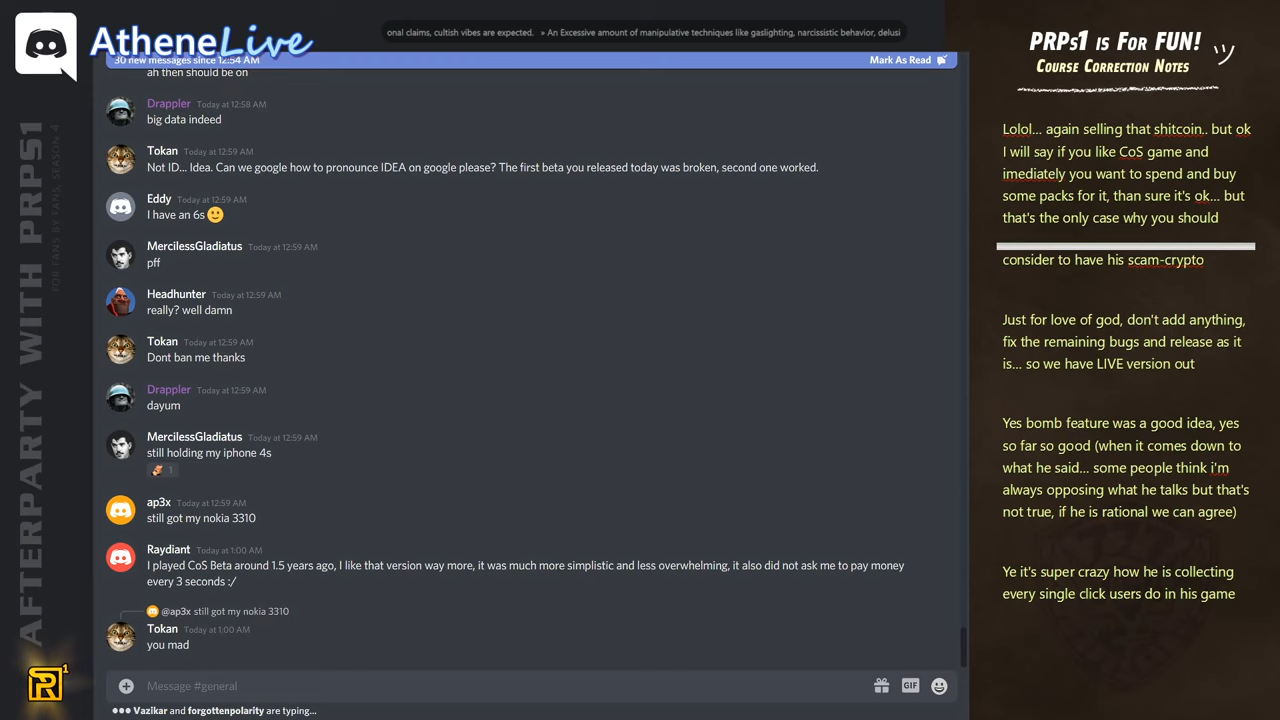 AtheneLive
onal claims, cultish vibes are expected.   » An Excessive amount of manipulative techniques like gaslighting, narcissistic behavior, delusi
30 new messages since 12:54 AM
Mark As Read
ah then should be on
Drappler Today at 12:58 AM
big data indeed
Tokan Today at 12:59 AM
Not ID... Idea. Can we google how to pronounce IDEA on google please? The first beta you released today was broken, second one worked.
Eddy Today at 12:59 AM
I have an 6s 🙂
MercilessGladiatus Today at 12:59 AM
pff
Headhunter Today at 12:59 AM
really? well damn
Tokan Today at 12:59 AM
Dont ban me thanks
Drappler Today at 12:59 AM
dayum
MercilessGladiatus Today at 12:59 AM
still holding my iphone 4s
1
ap3x Today at 12:59 AM
still got my nokia 3310
Raydiant Today at 1:00 AM
I played CoS Beta around 1.5 years ago, I like that version way more, it was much more simplistic and less overwhelming, it also did not ask me to pay money
every 3 seconds :/
@ap3x still got my nokia 3310
Tokan Today at 1:00 AM
you mad
Message #general
GIF
Vazikar and forgottenpolarity are typing...
AFTERPARTY WITH PRPS1
FOR FANS BY FANS, SEASON 4
R1
PRPs1 is For FUN!
Course Correction Notes
ツ
Lolol... again selling that shitcoin.. but ok
I will say if you like CoS game and
imediately you want to spend and buy
some packs for it, than sure it's ok... but
that's the only case why you should
consider to have his scam-crypto
Just for love of god, don't add anything,
fix the remaining bugs and release as it
is... so we have LIVE version out
Yes bomb feature was a good idea, yes
so far so good (when it comes down to
what he said... some people think i'm
always opposing what he talks but that's
not true, if he is rational we can agree)
Ye it's super crazy how he is collecting
every single click users do in his game